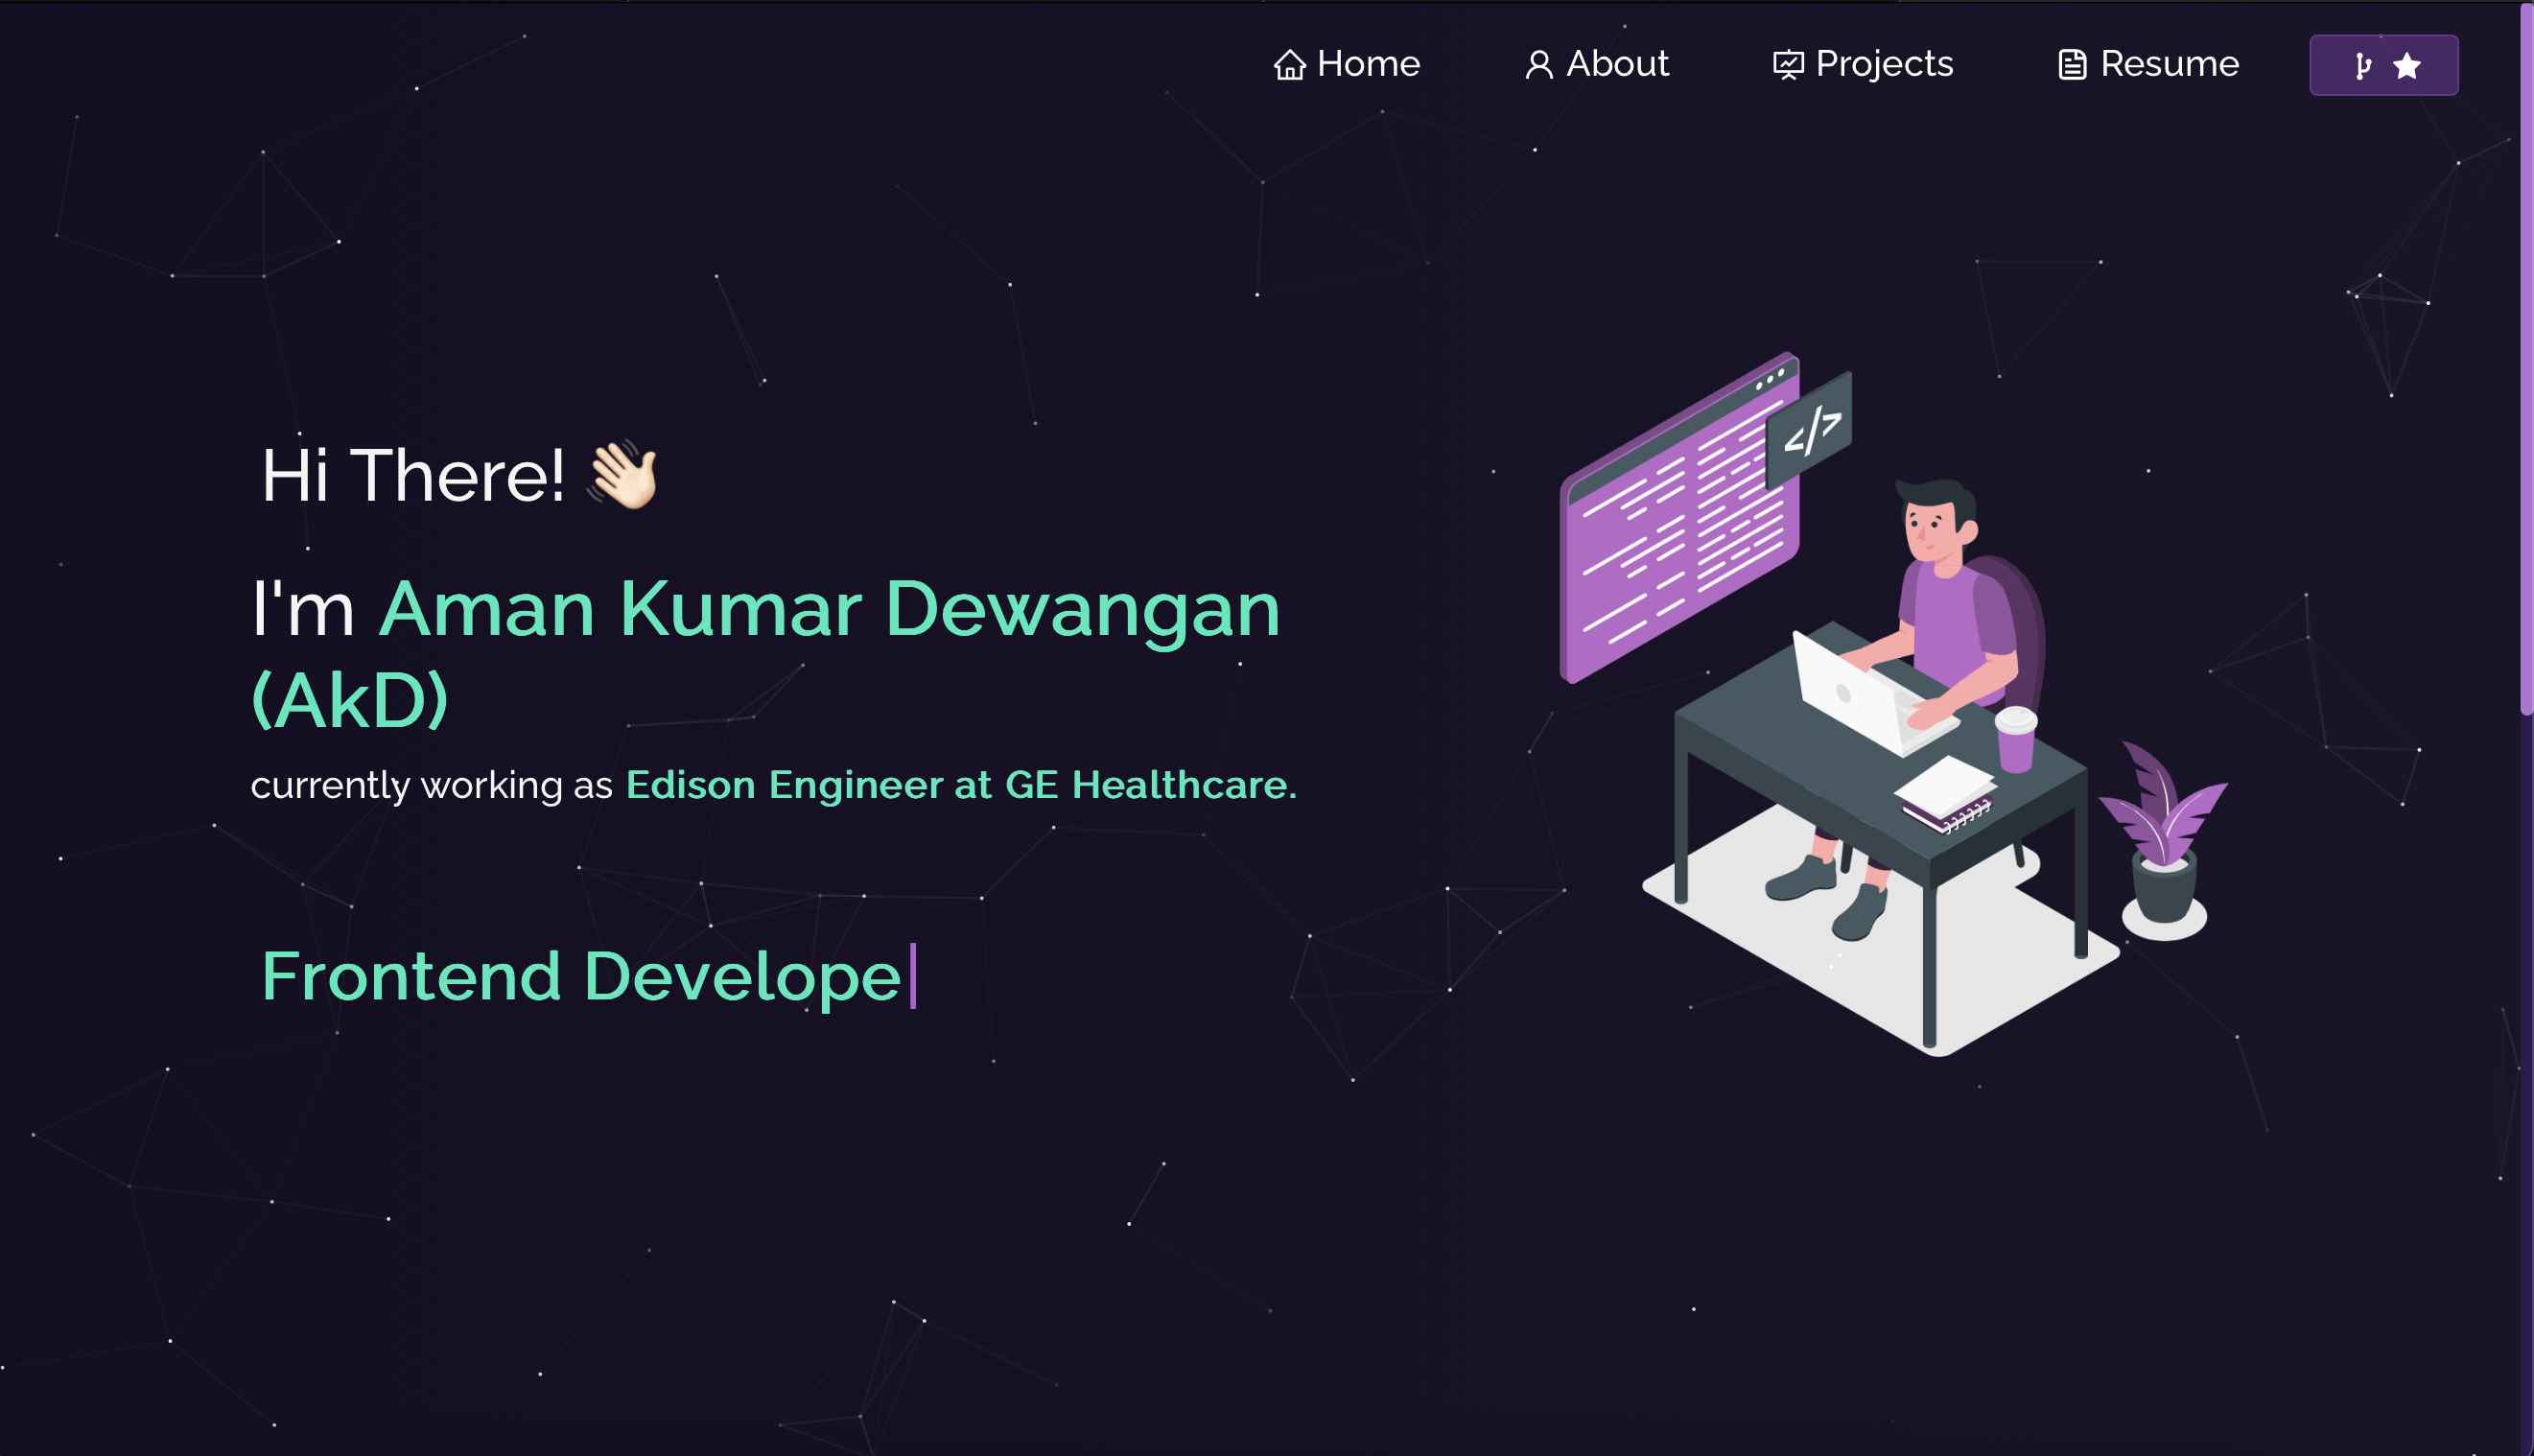 Home About Projects Resume
Hi There! 👋🏻
I'm Aman Kumar Dewangan
(AkD)
currently working as Edison Engineer at GE Healthcare.
Frontend Develope
</>